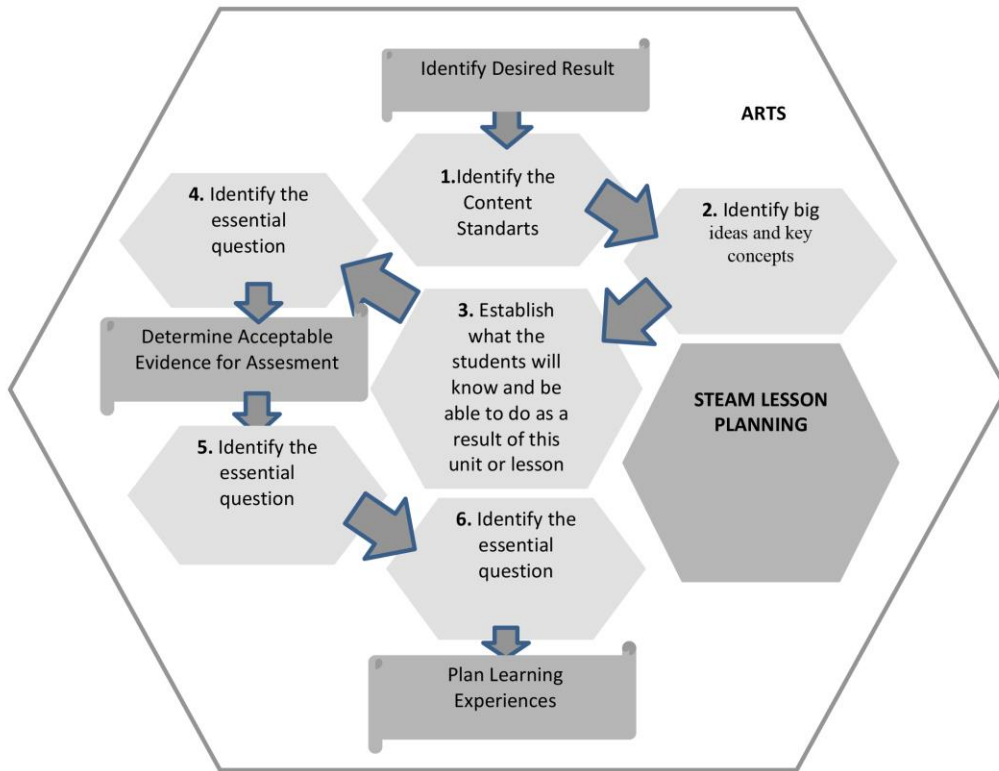 Identify Desired Result
ARTS
1.Identify the
Content
Standarts
2. Identify big
ideas and key
concepts
3. Establish
what the
students will
know and be
able to do as a
result of this
unit or lesson
4. Identify the
essential
question
Determine Acceptable
Evidence for Assesment
5. Identify the
essential
question
6. Identify the
essential
question
Plan Learning
Experiences
STEAM LESSON
PLANNING